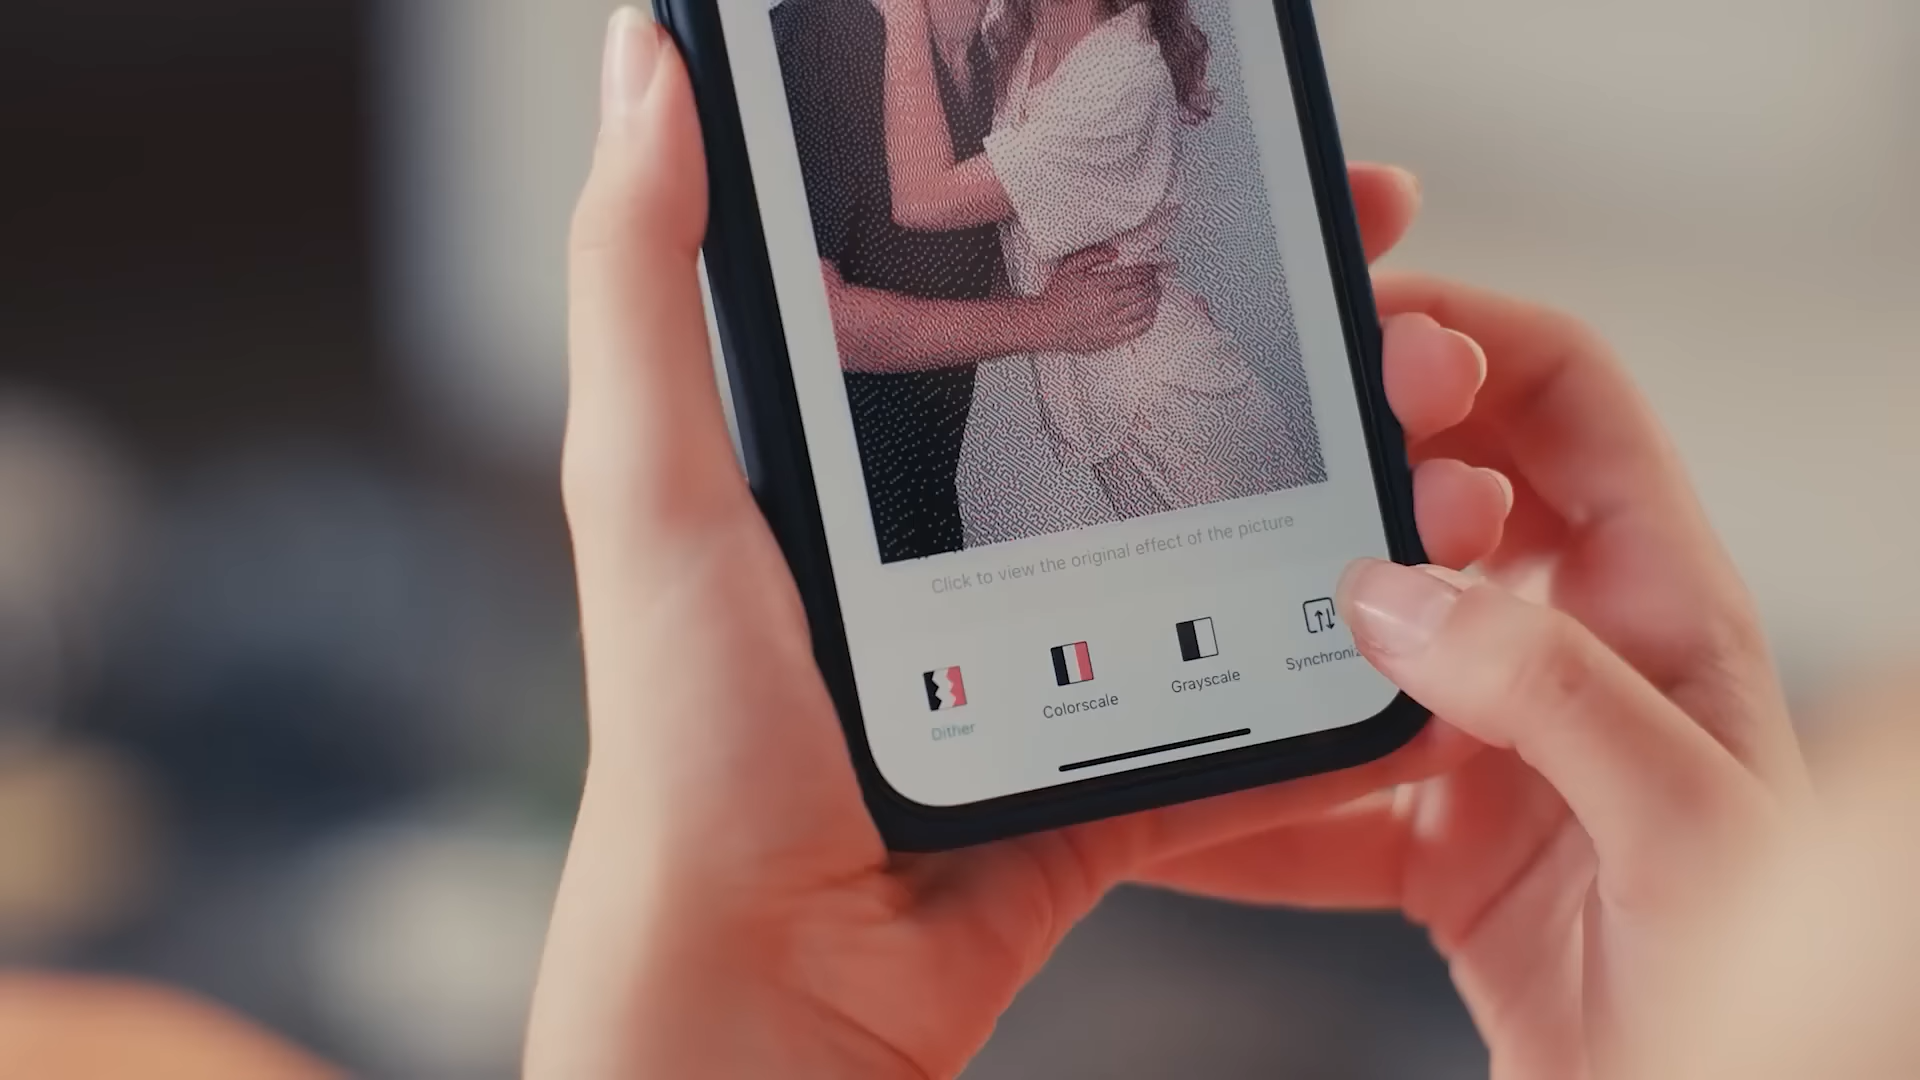 Click to view the original effect of the picture
Dither
Colorscale
Grayscale